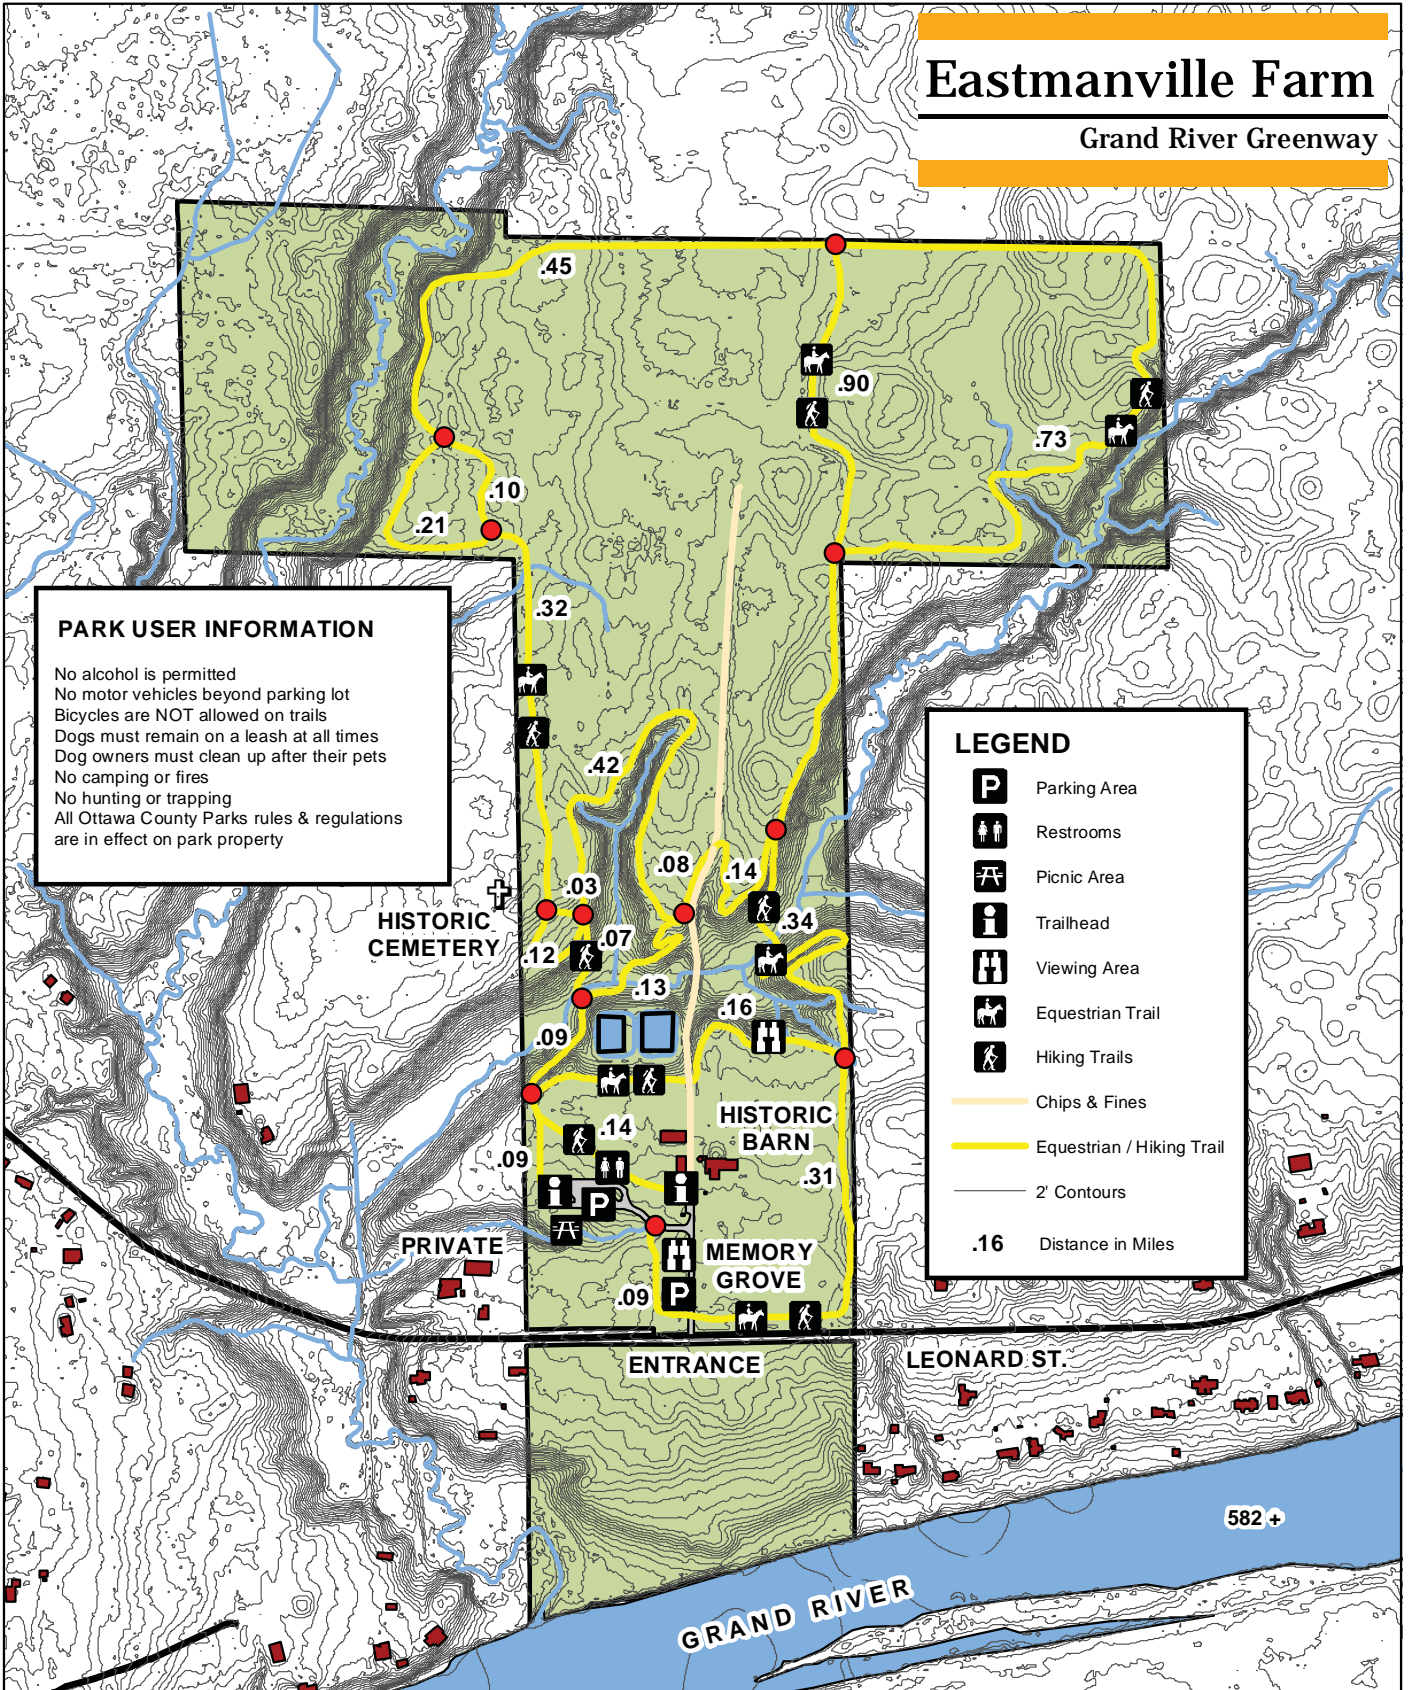 Eastmanville Farm
Grand River Greenway
.45
.90
.73
.10
.21
.32
PARK USER INFORMATION
No alcohol is permitted
No motor vehicles beyond parking lot
Bicycles are NOT allowed on trails
Dogs must remain on a leash at all times
Dog owners must clean up after their pets
No camping or fires
No hunting or trapping
All Ottawa County Parks rules & regulations
are in effect on park property
LEGEND
P Parking Area
Restrooms
Picnic Area
Trailhead
Viewing Area
Equestrian Trail
Hiking Trails
Chips & Fines
Equestrian / Hiking Trail
2' Contours
.16 Distance in Miles
.42
.08
.14
.03
HISTORIC
CEMETERY
.07
.34
.12
.13
.16
.09
HISTORIC
BARN
.14
.09
.31
P
PRIVATE
MEMORY
GROVE
P
.09
ENTRANCE
LEONARD ST.
582 +
GRAND RIVER